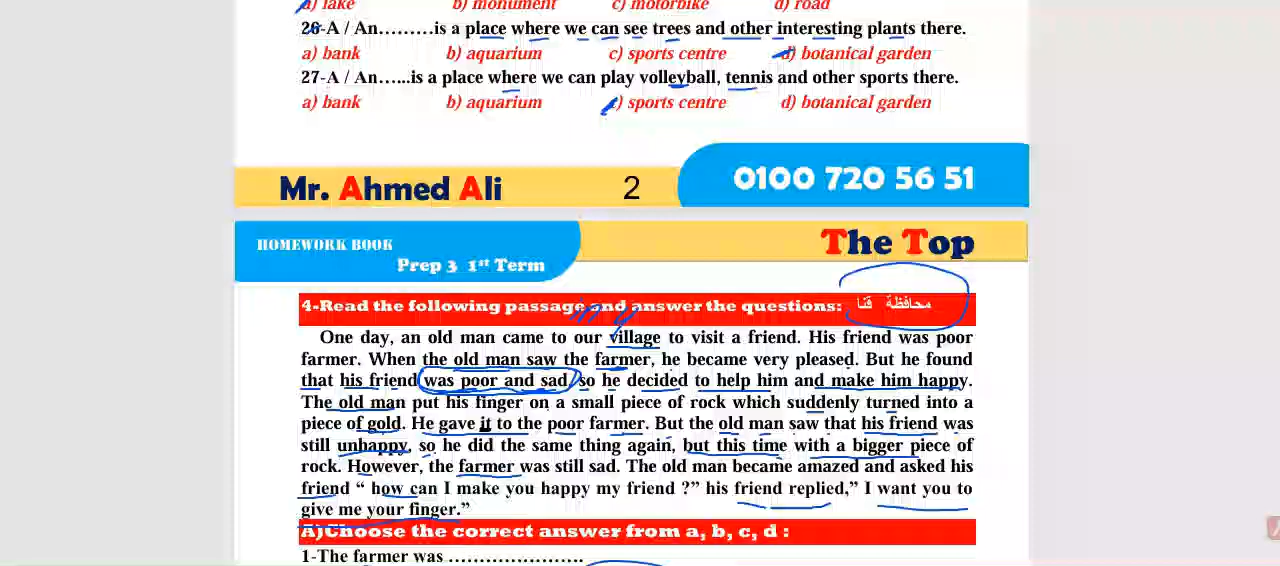 a) lake b) monument c) motorbike d) road
26-A / An.........is a place where we can see trees and other interesting plants there.
a) bank b) aquarium c) sports centre d) botanical garden
27-A / An......is a place where we can play volleyball, tennis and other sports there.
a) bank b) aquarium c) sports centre d) botanical garden
Mr. Ahmed Ali 2 0100 720 56 51
HOMEWORK BOOK
The Top
Prep 3 1st Term
4-Read the following passage and answer the questions: محافظة قنا
my
One day, an old man came to our village to visit a friend. His friend was poor
farmer. When the old man saw the farmer, he became very pleased. But he found
that his friend was poor and sad so he decided to help him and make him happy.
The old man put his finger on a small piece of rock which suddenly turned into a
piece of gold. He gave it to the poor farmer. But the old man saw that his friend was
still unhappy, so he did the same thing again, but this time with a bigger piece of
rock. However, the farmer was still sad. The old man became amazed and asked his
friend “ how can I make you happy my friend ?” his friend replied,” I want you to
give me your finger.”
A)Choose the correct answer from a, b, c, d :
1-The farmer was ........................